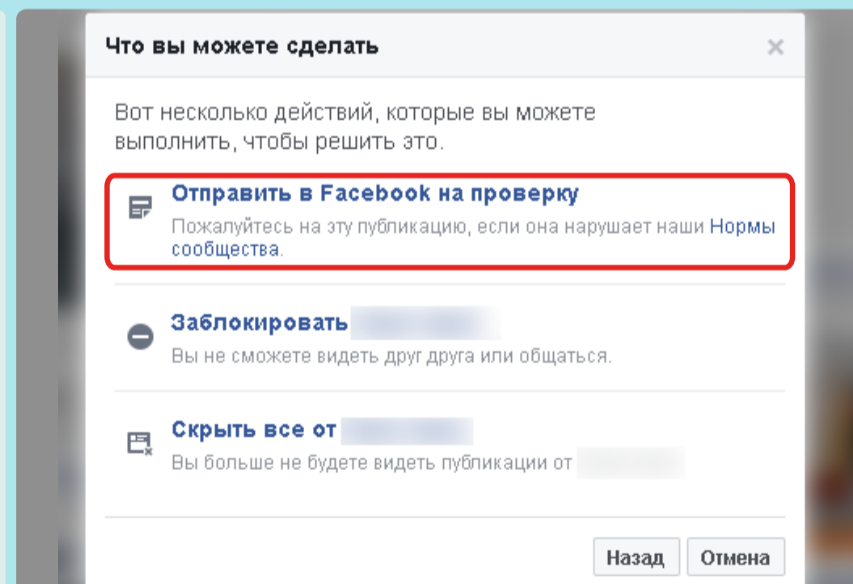 Что вы можете сделать
Вот несколько действий, которые вы можете
выполнить, чтобы решить это.
Отправить в Facebook на проверку
Пожалуйтесь на эту публикацию, если она нарушает наши Нормы
сообщества.
Заблокировать
Вы не сможете видеть друг друга или общаться.
Скрыть все от
Вы больше не будете видеть публикации от
Назад Отмена